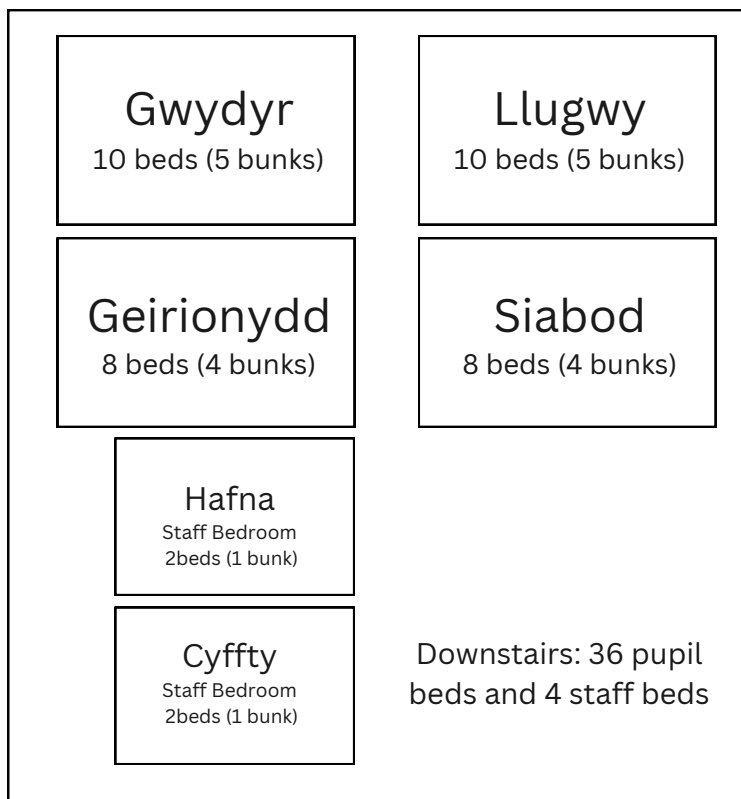 Gwydyr
10 beds (5 bunks)
Llugwy
10 beds (5 bunks)
Geirionydd
8 beds (4 bunks)
Siabod
8 beds (4 bunks)
Hafna
Staff Bedroom
2beds (1 bunk)
Cyffty
Staff Bedroom
2beds (1 bunk)
Downstairs: 36 pupil
beds and 4 staff beds